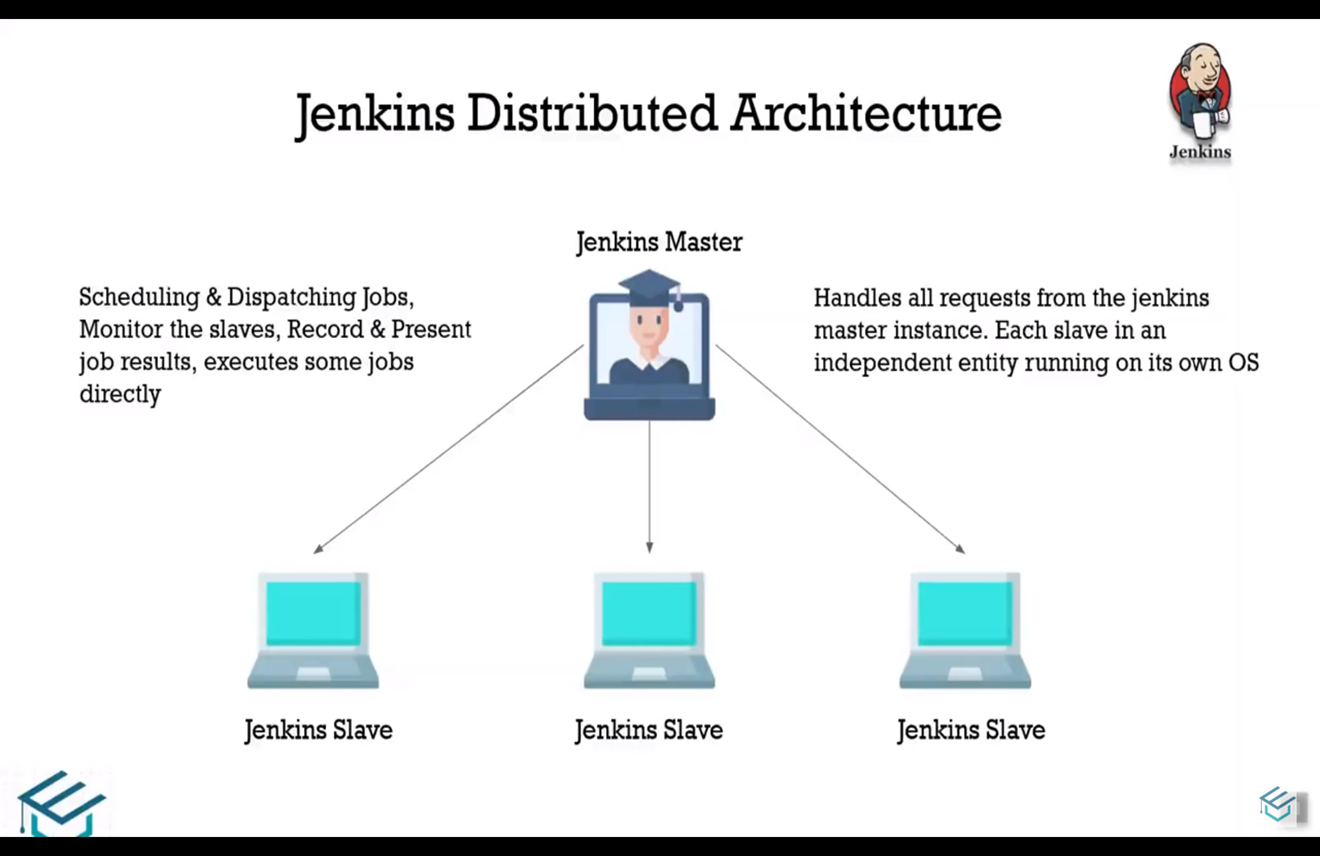 Jenkins Distributed Architecture
Jenkins
Jenkins Master
Scheduling & Dispatching Jobs,
Monitor the slaves, Record & Present
job results, executes some jobs
directly
Handles all requests from the jenkins
master instance. Each slave in an
independent entity running on its own OS
Jenkins Slave
Jenkins Slave
Jenkins Slave